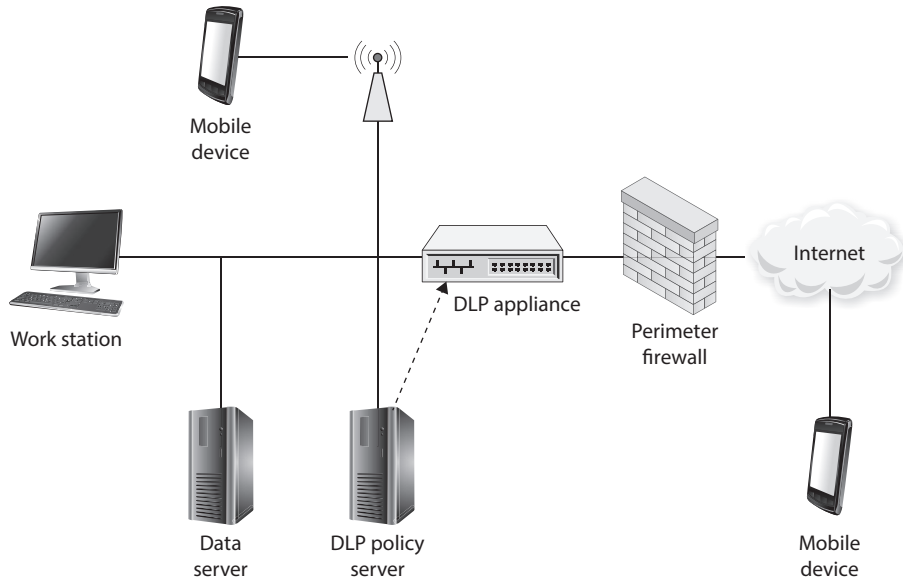 Mobile
device
Internet
DLP appliance
Work station
Perimeter
firewall
Data
server
DLP policy
server
Mobile
device